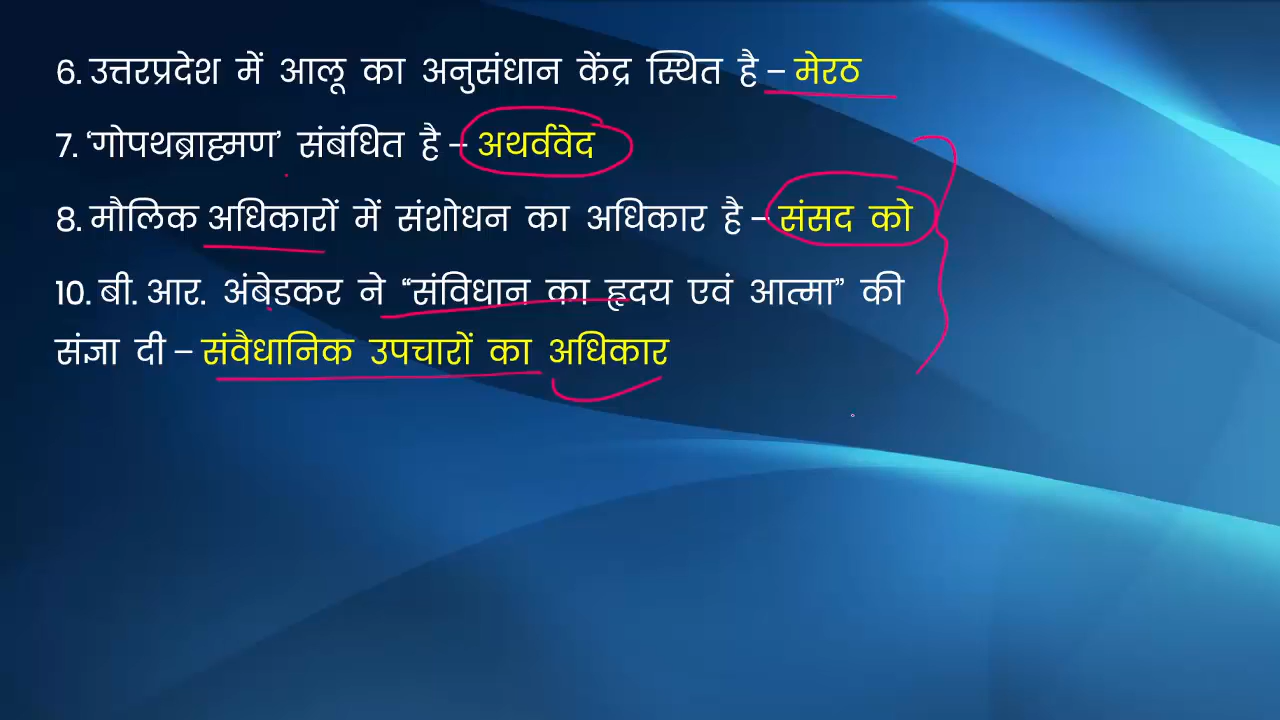 6. उत्तरप्रदेश में आलू का अनुसंधान केंद्र स्थित है – मेरठ
7. ‘गोपथब्राह्मण’ संबंधित है – अथर्ववेद
8. मौलिक अधिकारों में संशोधन का अधिकार है – संसद को
10. बी. आर. अंबेडकर ने “संविधान का हृदय एवं आत्मा” की
संज्ञा दी – संवैधानिक उपचारों का अधिकार